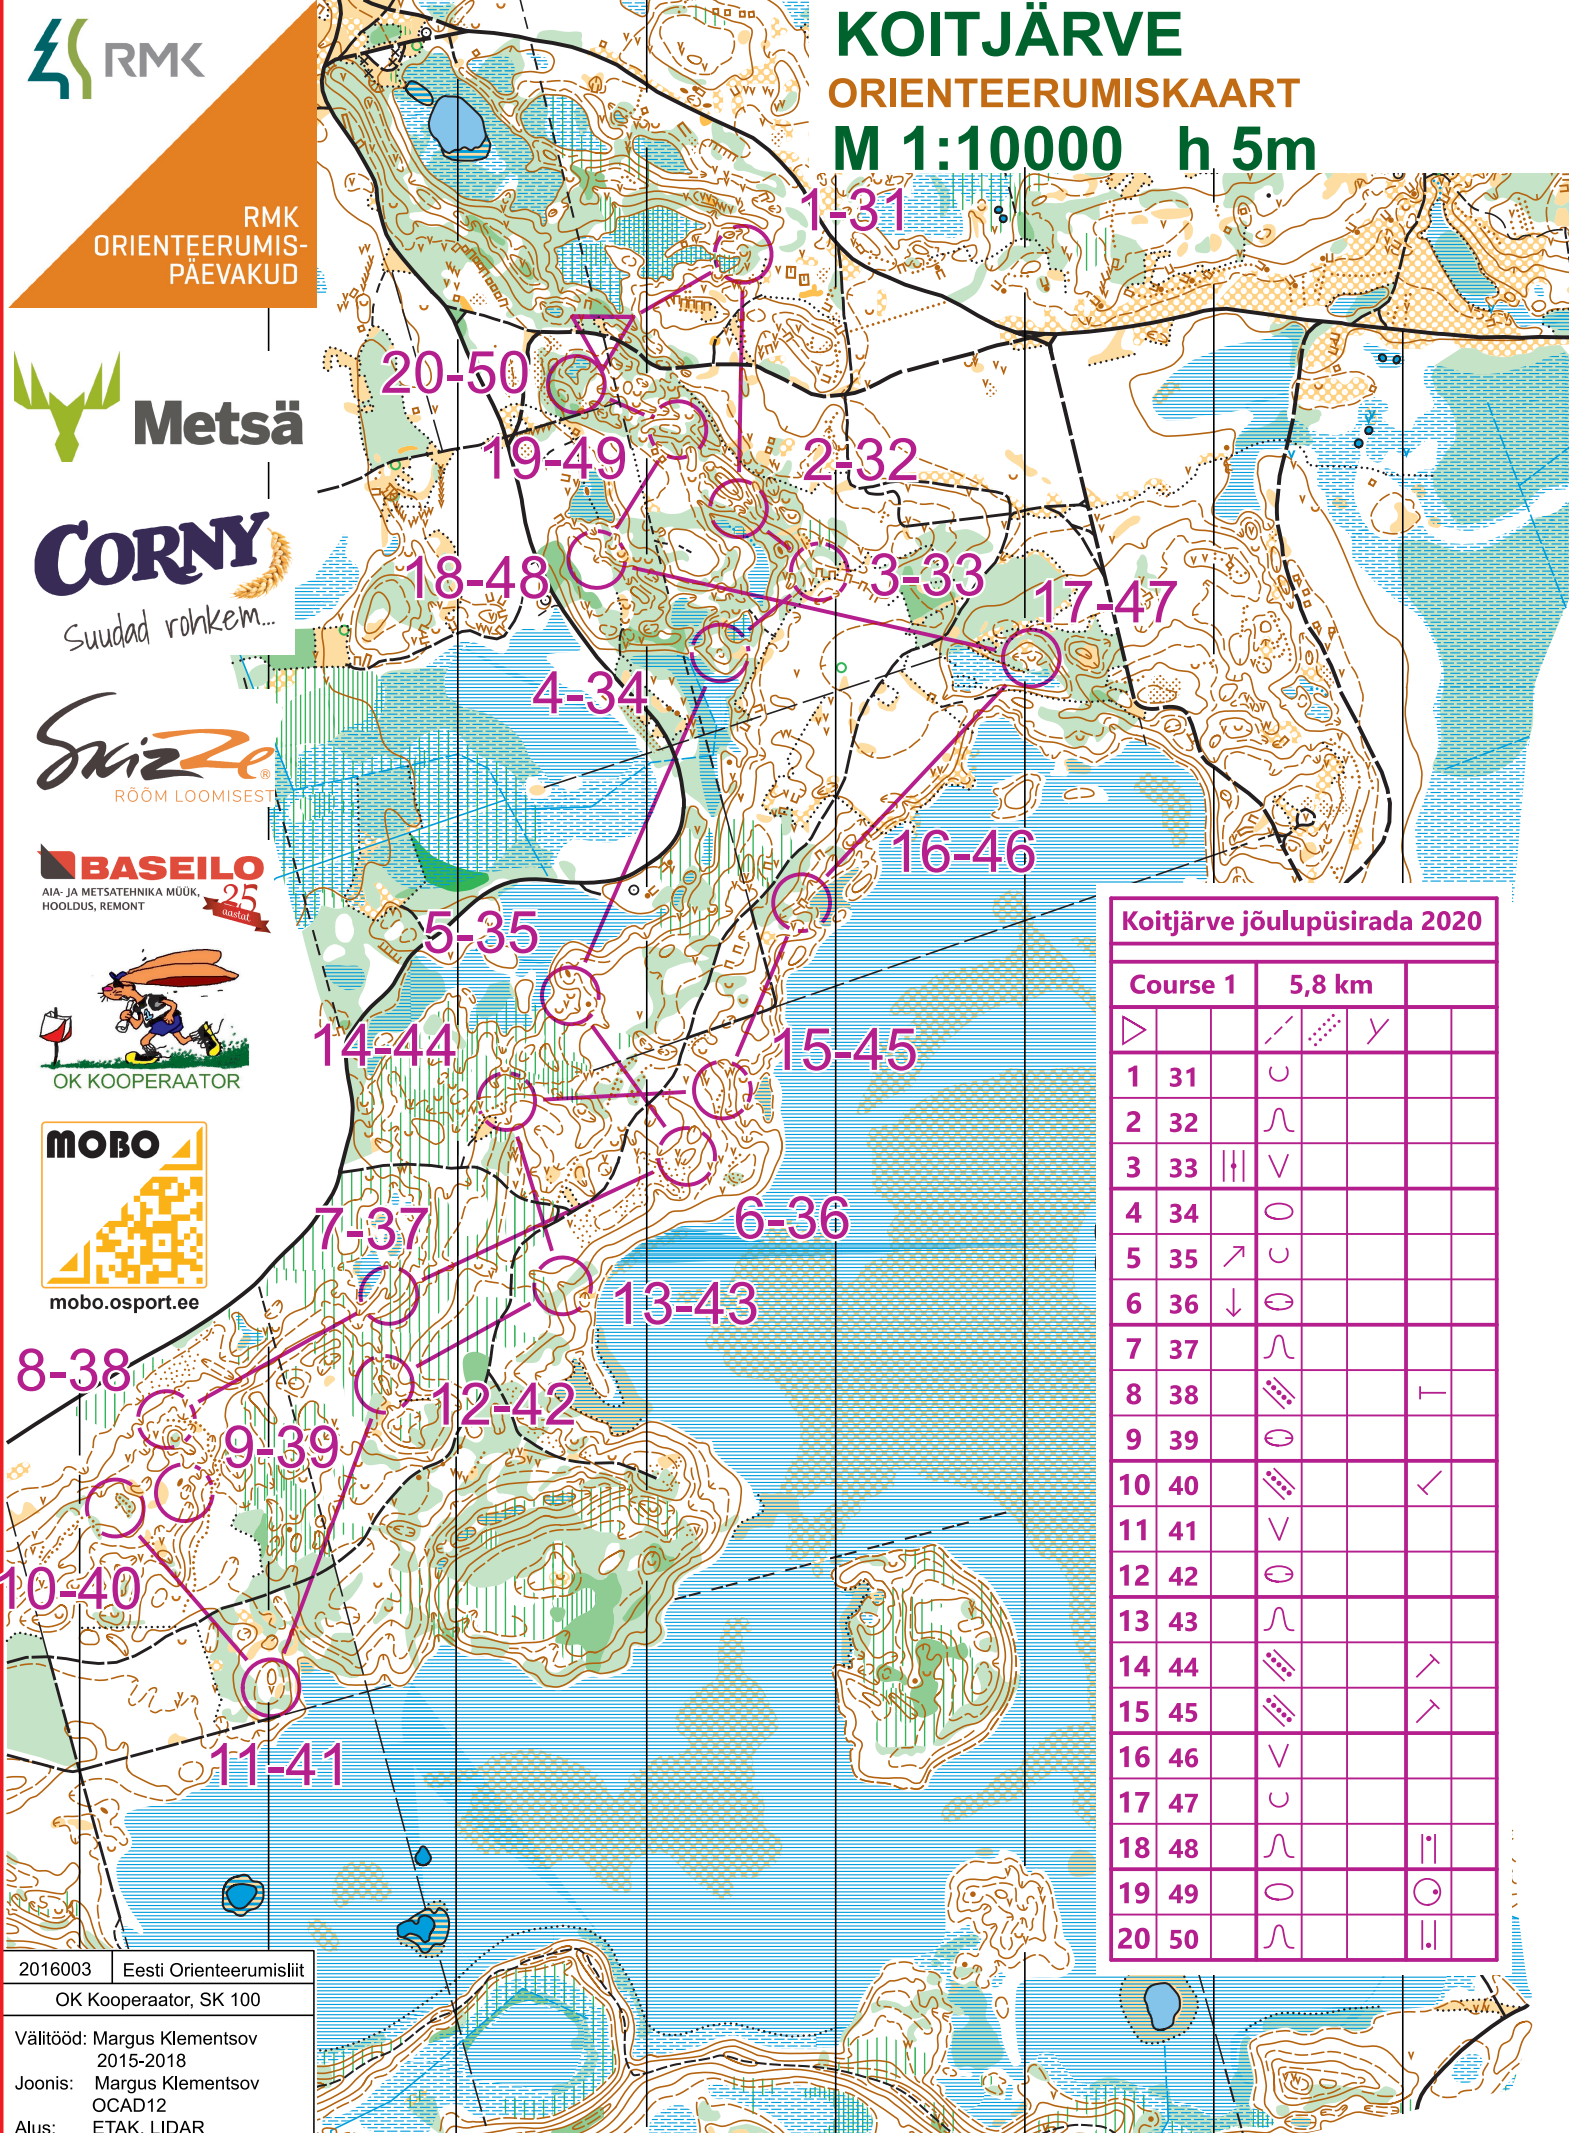 RMK
RMK
ORIENTEERUMIS-
PÄEVAKUD
KOITJÄRVE
ORIENTEERUMISKAART
M 1:10000 h 5m
Metsä
CORNY
Suudad rohkem...
SKIZZE®
RÕÕM LOOMISEST
BASEILO
AIA- JA METSATEHNIKA MÜÜK,
HOOLDUS, REMONT
25
aastat
OK KOOPERAATOR
MOBO
mobo.osport.ee
1-31
20-50
19-49
2-32
18-48
3-33
17-47
4-34
16-46
5-35
14-44
15-45
7-37
6-36
13-43
8-38
12-42
9-39
10-40
11-41
Koitjärve jõulupüsirada 2020
Course 1 5,8 km
1 31
2 32
3 33
4 34
5 35
6 36
7 37
8 38
9 39
10 40
11 41
12 42
13 43
14 44
15 45
16 46
17 47
18 48
19 49
20 50
2016003 Eesti Orienteerumisliit
OK Kooperaator, SK 100
Välitööd: Margus Klementsov
2015-2018
Joonis: Margus Klementsov
OCAD12
Alus: ETAK, LIDAR